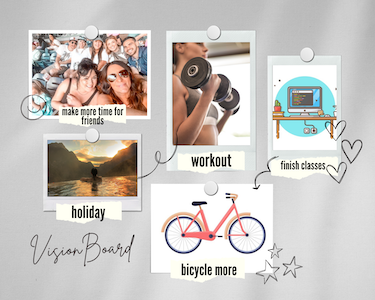 make more time for
friends
workout
finish classes
holiday
bicycle more
Vision Board